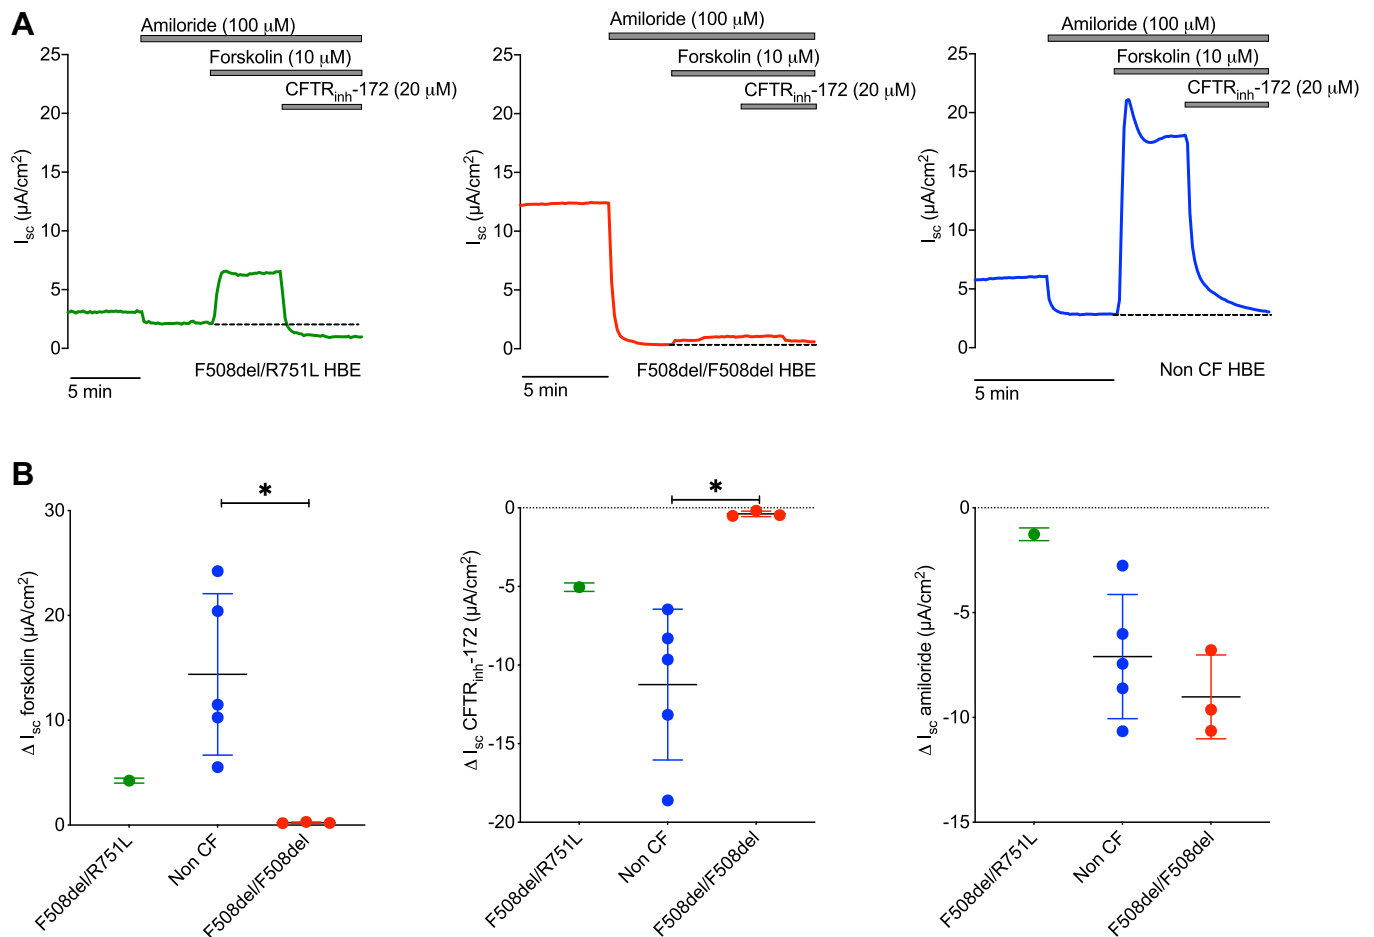 A
Amiloride (100 μM)
Forskolin (10 μM)
CFTRinh-172 (20 μM)
25
20
15
10
5
0
Isc (µA/cm2)
F508del/R751L HBE
5 min
Amiloride (100 μM)
Forskolin (10 μM)
CFTRinh-172 (20 μM)
25
20
15
10
5
0
Isc (µA/cm2)
F508del/F508del HBE
5 min
Amiloride (100 μM)
Forskolin (10 μM)
CFTRinh-172 (20 μM)
25
20
15
10
5
0
Isc (µA/cm2)
Non CF HBE
5 min
B
*
30
20
10
0
Δ Isc forskolin (µA/cm2)
F508del/R751L
Non CF
F508del/F508del
*
0
-5
-10
-15
-20
Δ Isc CFTRinh-172 (µA/cm2)
F508del/R751L
Non CF
F508del/F508del
0
-5
-10
-15
Δ Isc amiloride (µA/cm2)
F508del/R751L
Non CF
F508del/F508del